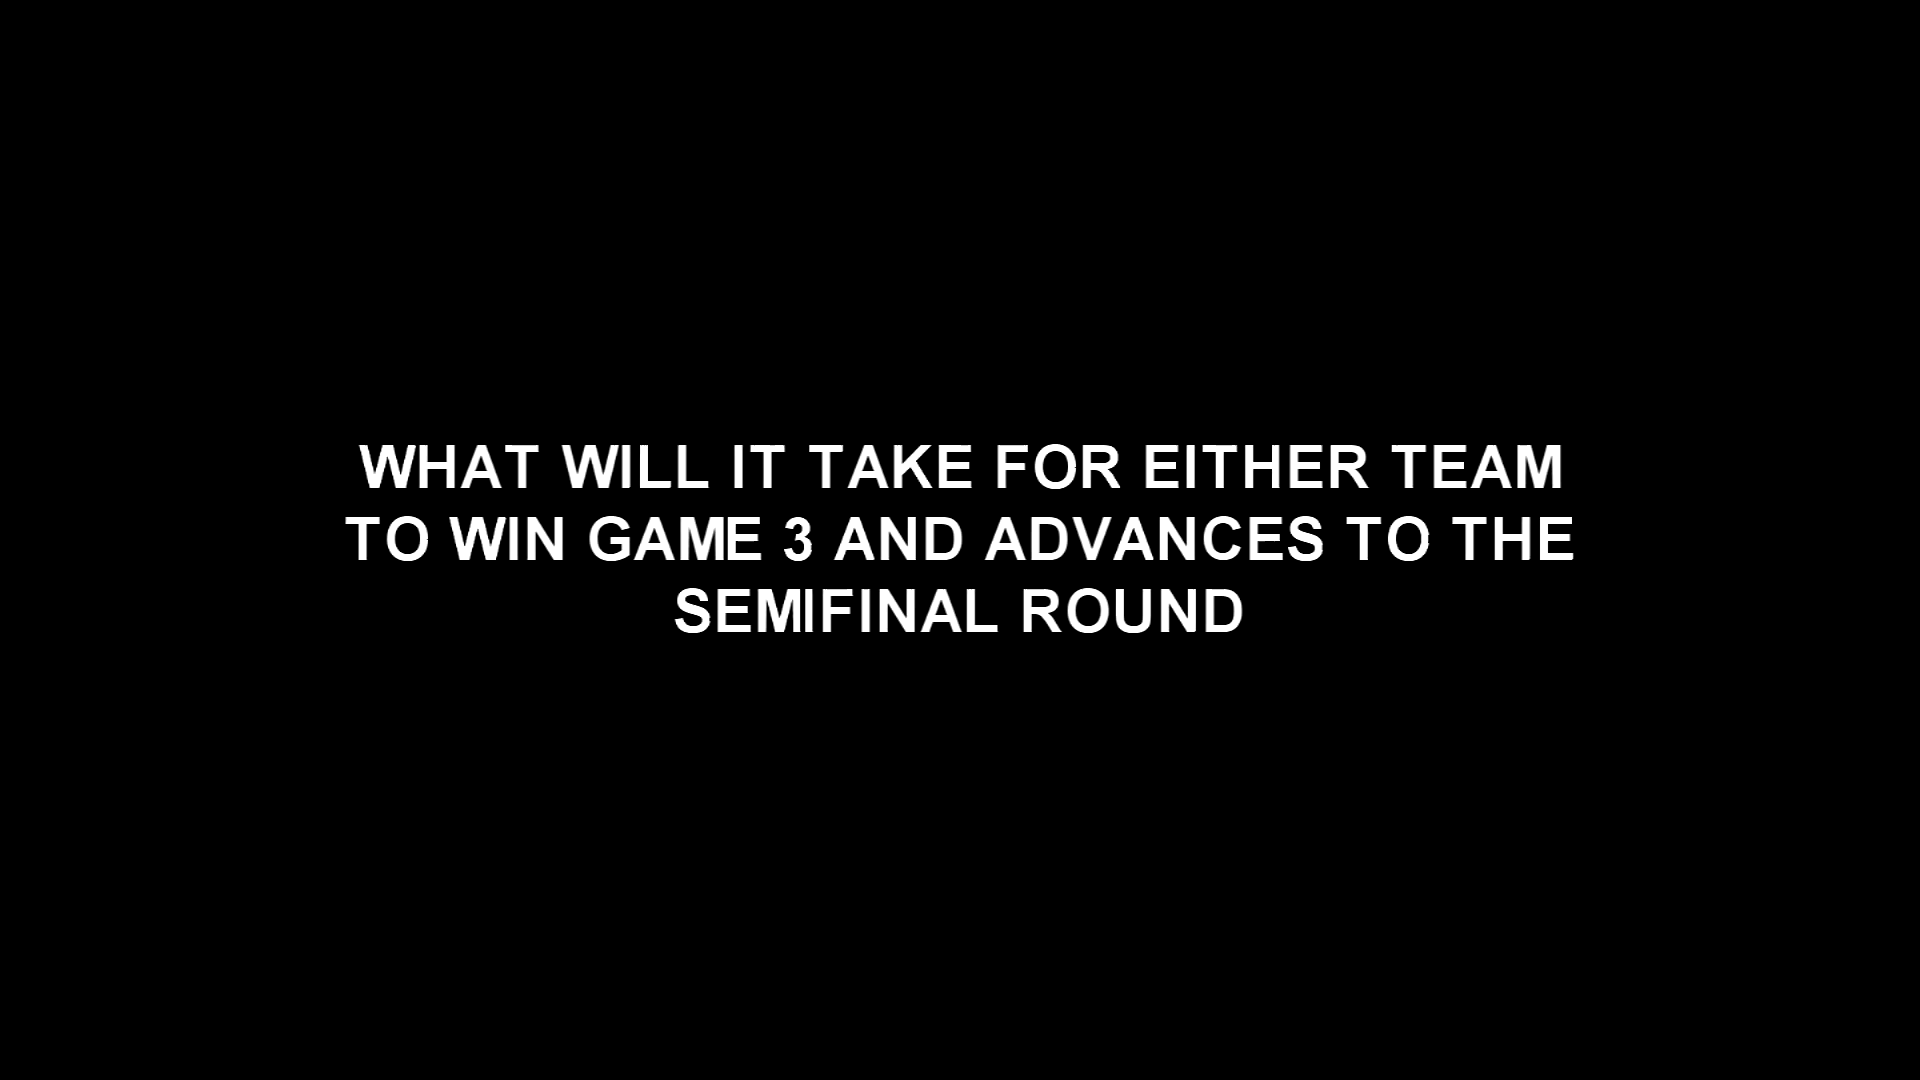 WHAT WILL IT TAKE FOR EITHER TEAM
TO WIN GAME 3 AND ADVANCES TO THE
SEMIFINAL ROUND